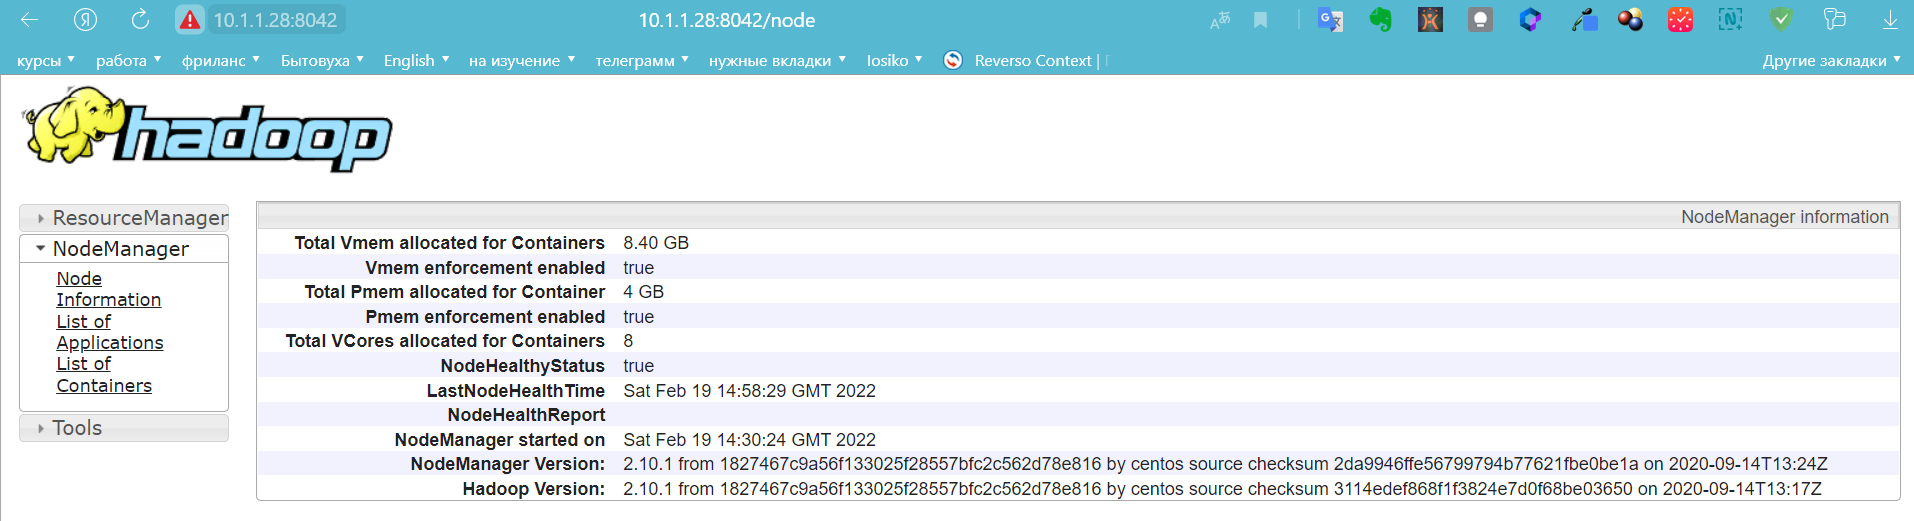 10.1.1.28:8042
10.1.1.28:8042/node
курсы работа фриланс Бытовуха English на изучение телеграмм нужные вкладки Iosiko Reverso Context | Другие закладки
hadoop
ResourceManager
NodeManager
Node
Information
List of
Applications
List of
Containers
Tools
NodeManager information
Total Vmem allocated for Containers 8.40 GB
Vmem enforcement enabled true
Total Pmem allocated for Container 4 GB
Pmem enforcement enabled true
Total VCores allocated for Containers 8
NodeHealthyStatus true
LastNodeHealthTime Sat Feb 19 14:58:29 GMT 2022
NodeHealthReport
NodeManager started on Sat Feb 19 14:30:24 GMT 2022
NodeManager Version: 2.10.1 from 1827467c9a56f133025f28557bfc2c562d78e816 by centos source checksum 2da9946ffe56799794b77621fbe0be1a on 2020-09-14T13:24Z
Hadoop Version: 2.10.1 from 1827467c9a56f133025f28557bfc2c562d78e816 by centos source checksum 3114edef868f1f3824e7d0f68be03650 on 2020-09-14T13:17Z